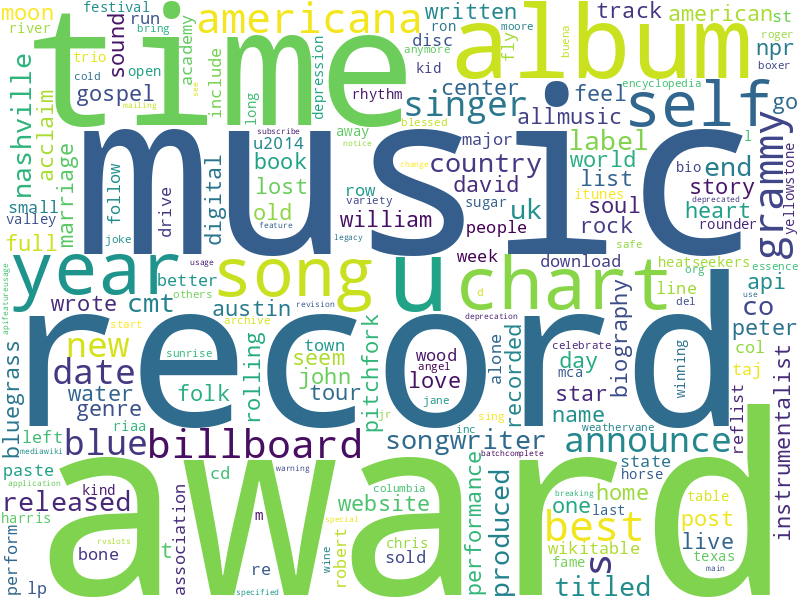 moon
river
festival
run
bring
trio
cold
open
sound
gospel
nashville
acclaim
time
americana
academy
include
long
depression
anymore
kid
rhythm
written
ron
moore
disc
fly
album
track
american
st
npr
roger
buena
boxer
singer
center
allmusic
feel
encyclopedia
self
go
mailing
see
blessed
subscribe
notice
away
u2014
book
lost
old
row
variety
william
country
david
sugar
people
week
major
label
world
list
uk
soul
rock
download
itunes
change
l
bio
deprecated
end
story
heart
rounder
safe
grammy
yellowstone
marriage
small
valley
full
follow
joke
drive
digital
feature
legacy
music
year
song
u
chart
heatseekers
org
line
del
essence
api
use
co
peter
usage
better
others
wrote
cmt
revision
archive
austin
d
deprecation
apifeatureusage
start
new
date
sunrise
town
seem
john
folk
water
genre
tour
rolling
pitchfork
record
wood
angel
love
mca
jane
jr
sing
alone
recorded
celebrate
day
star
name
biography
winning
col
taj
reflist
bluegrass
left
riaa
mediawiki
blue
billboard
inc
songwriter
batchcomplete
weathervane
announce
state
horse
instrumentalist
paste
application
kind
released
harris
warning
cd
columbia
website
special
m
association
t
bone
re
robert
wine
chris
sold
performance
produced
breaking
one
home
best
last
wikitable
table
post
live
texas
s
fame
titled
main
perform
lp
rvslots
specified
award